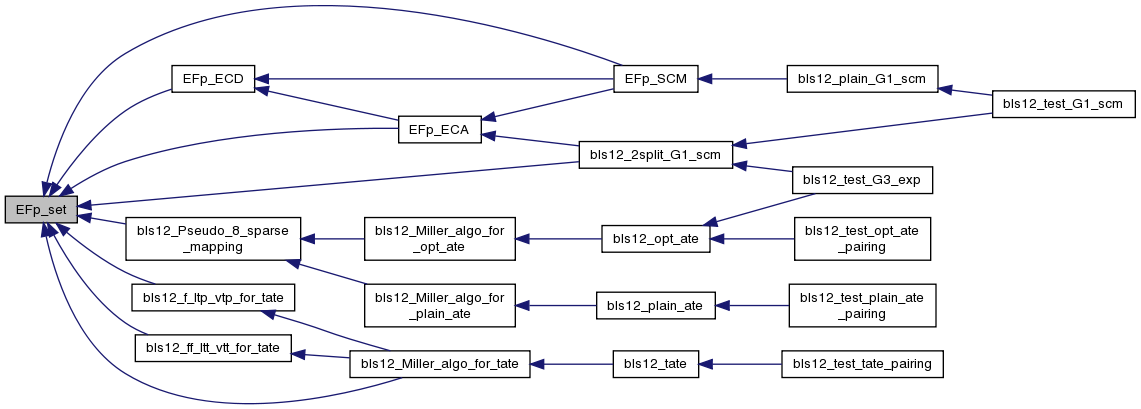 EFp_set
EFp_ECD
EFp_ECA
EFp_SCM
bls12_plain_G1_scm
bls12_test_G1_scm
bls12_2split_G1_scm
bls12_test_G3_exp
bls12_Pseudo_8_sparse
_mapping
bls12_Miller_algo_for
_opt_ate
bls12_opt_ate
bls12_test_opt_ate
_pairing
bls12_Miller_algo_for
_plain_ate
bls12_plain_ate
bls12_test_plain_ate
_pairing
bls12_f_ltp_vtp_for_tate
bls12_ff_ltt_vtt_for_tate
bls12_Miller_algo_for_tate
bls12_tate
bls12_test_tate_pairing